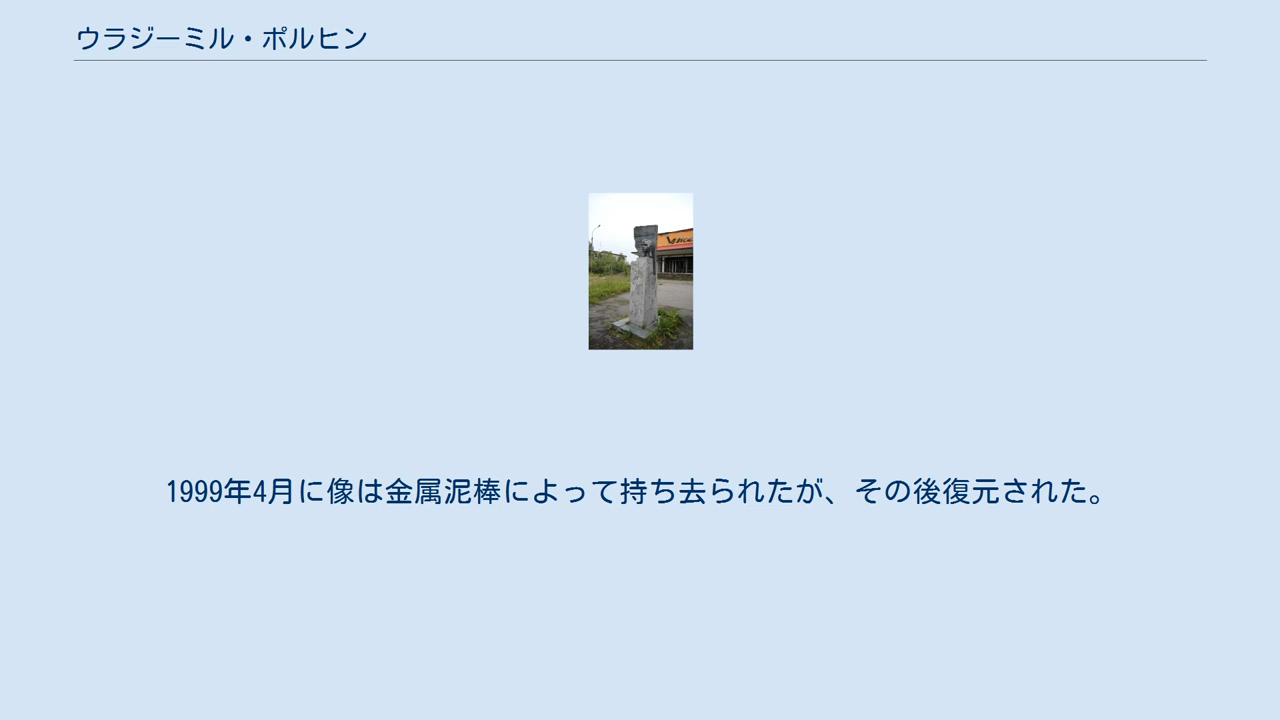 ウラジーミル・ポルヒン
1999年4月に像は金属泥棒によって持ち去られたが、その後復元された。